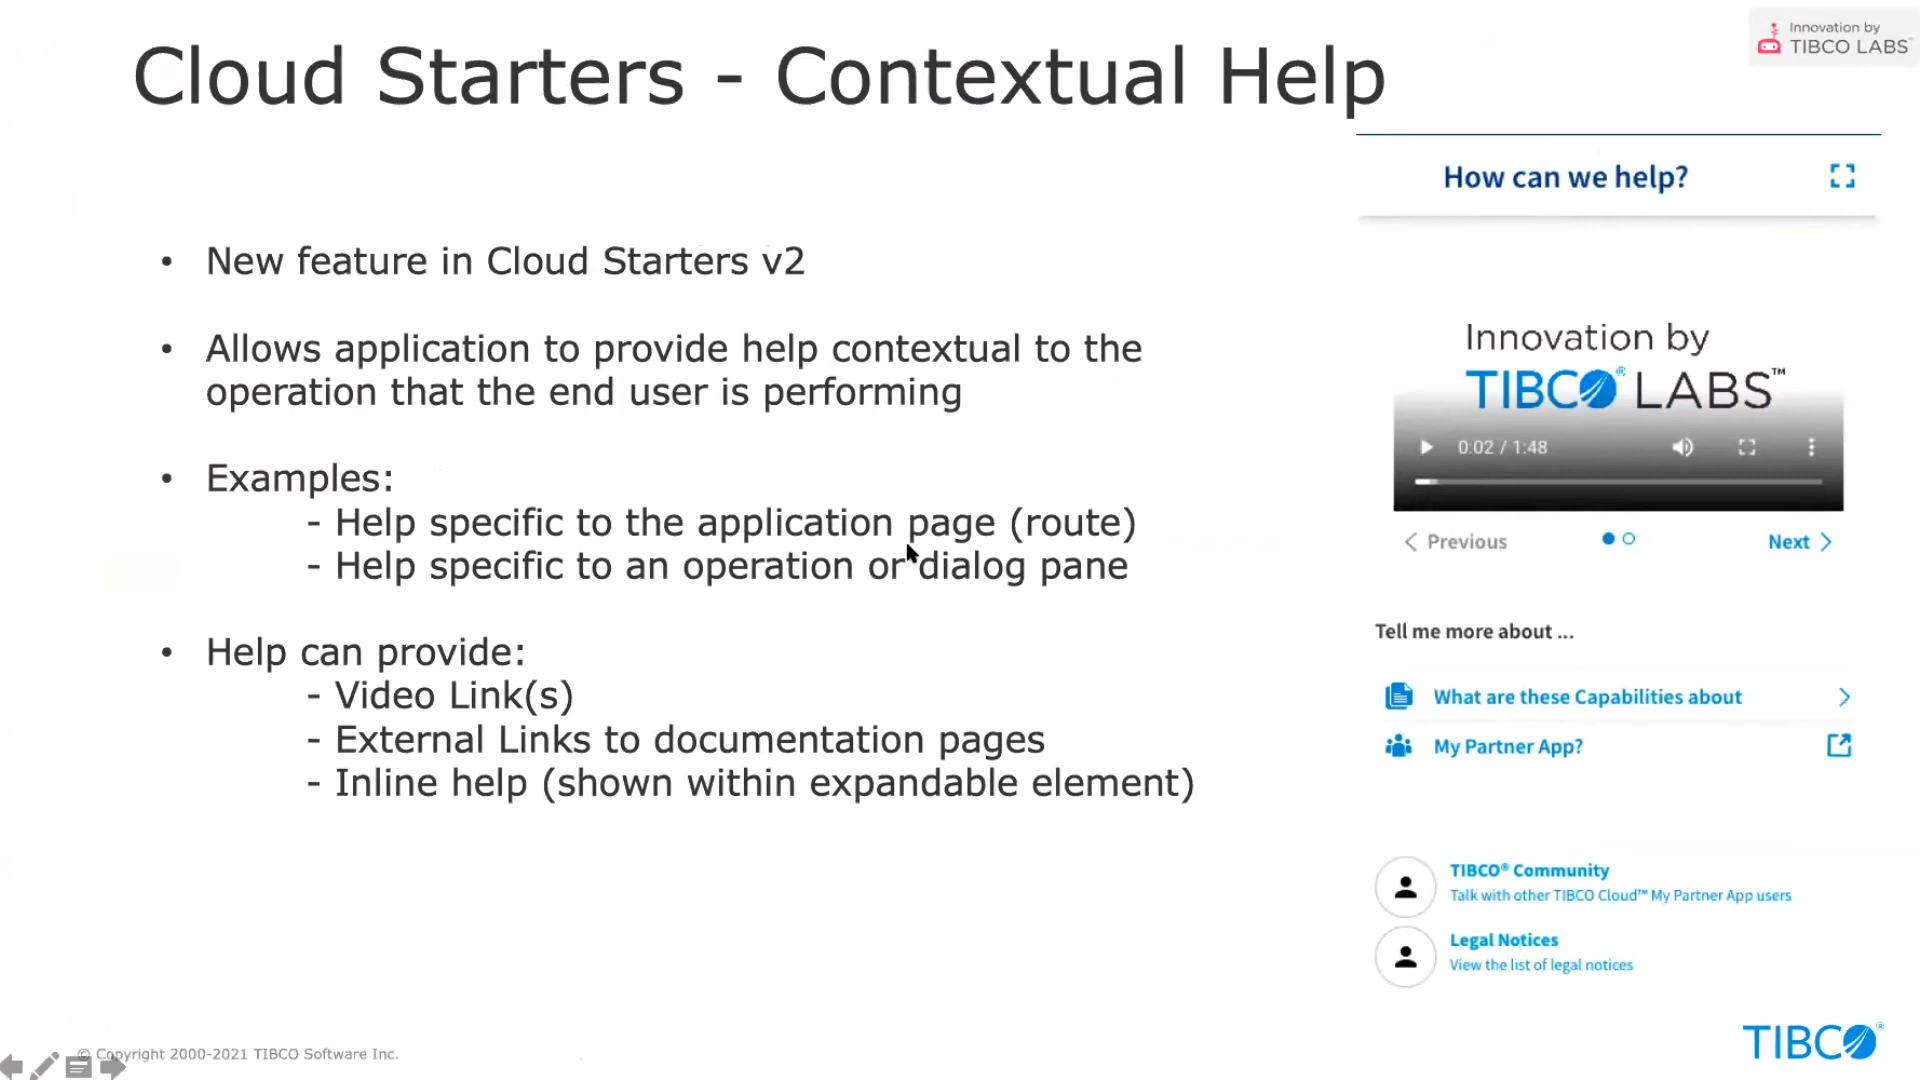 Cloud Starters - Contextual Help
Innovation by
TIBCO LABS™
• New feature in Cloud Starters v2
• Allows application to provide help contextual to the
operation that the end user is performing
• Examples:
- Help specific to the application page (route)
- Help specific to an operation or dialog pane
• Help can provide:
- Video Link(s)
- External Links to documentation pages
- Inline help (shown within expandable element)
How can we help?
Innovation by
TIBCO® LABS™
0:02 / 1:48
Previous
Next
Tell me more about ...
What are these Capabilities about
My Partner App?
TIBCO® Community
Talk with other TIBCO Cloud™ My Partner App users
Legal Notices
View the list of legal notices
© Copyright 2000-2021 TIBCO Software Inc.
TIBCO®